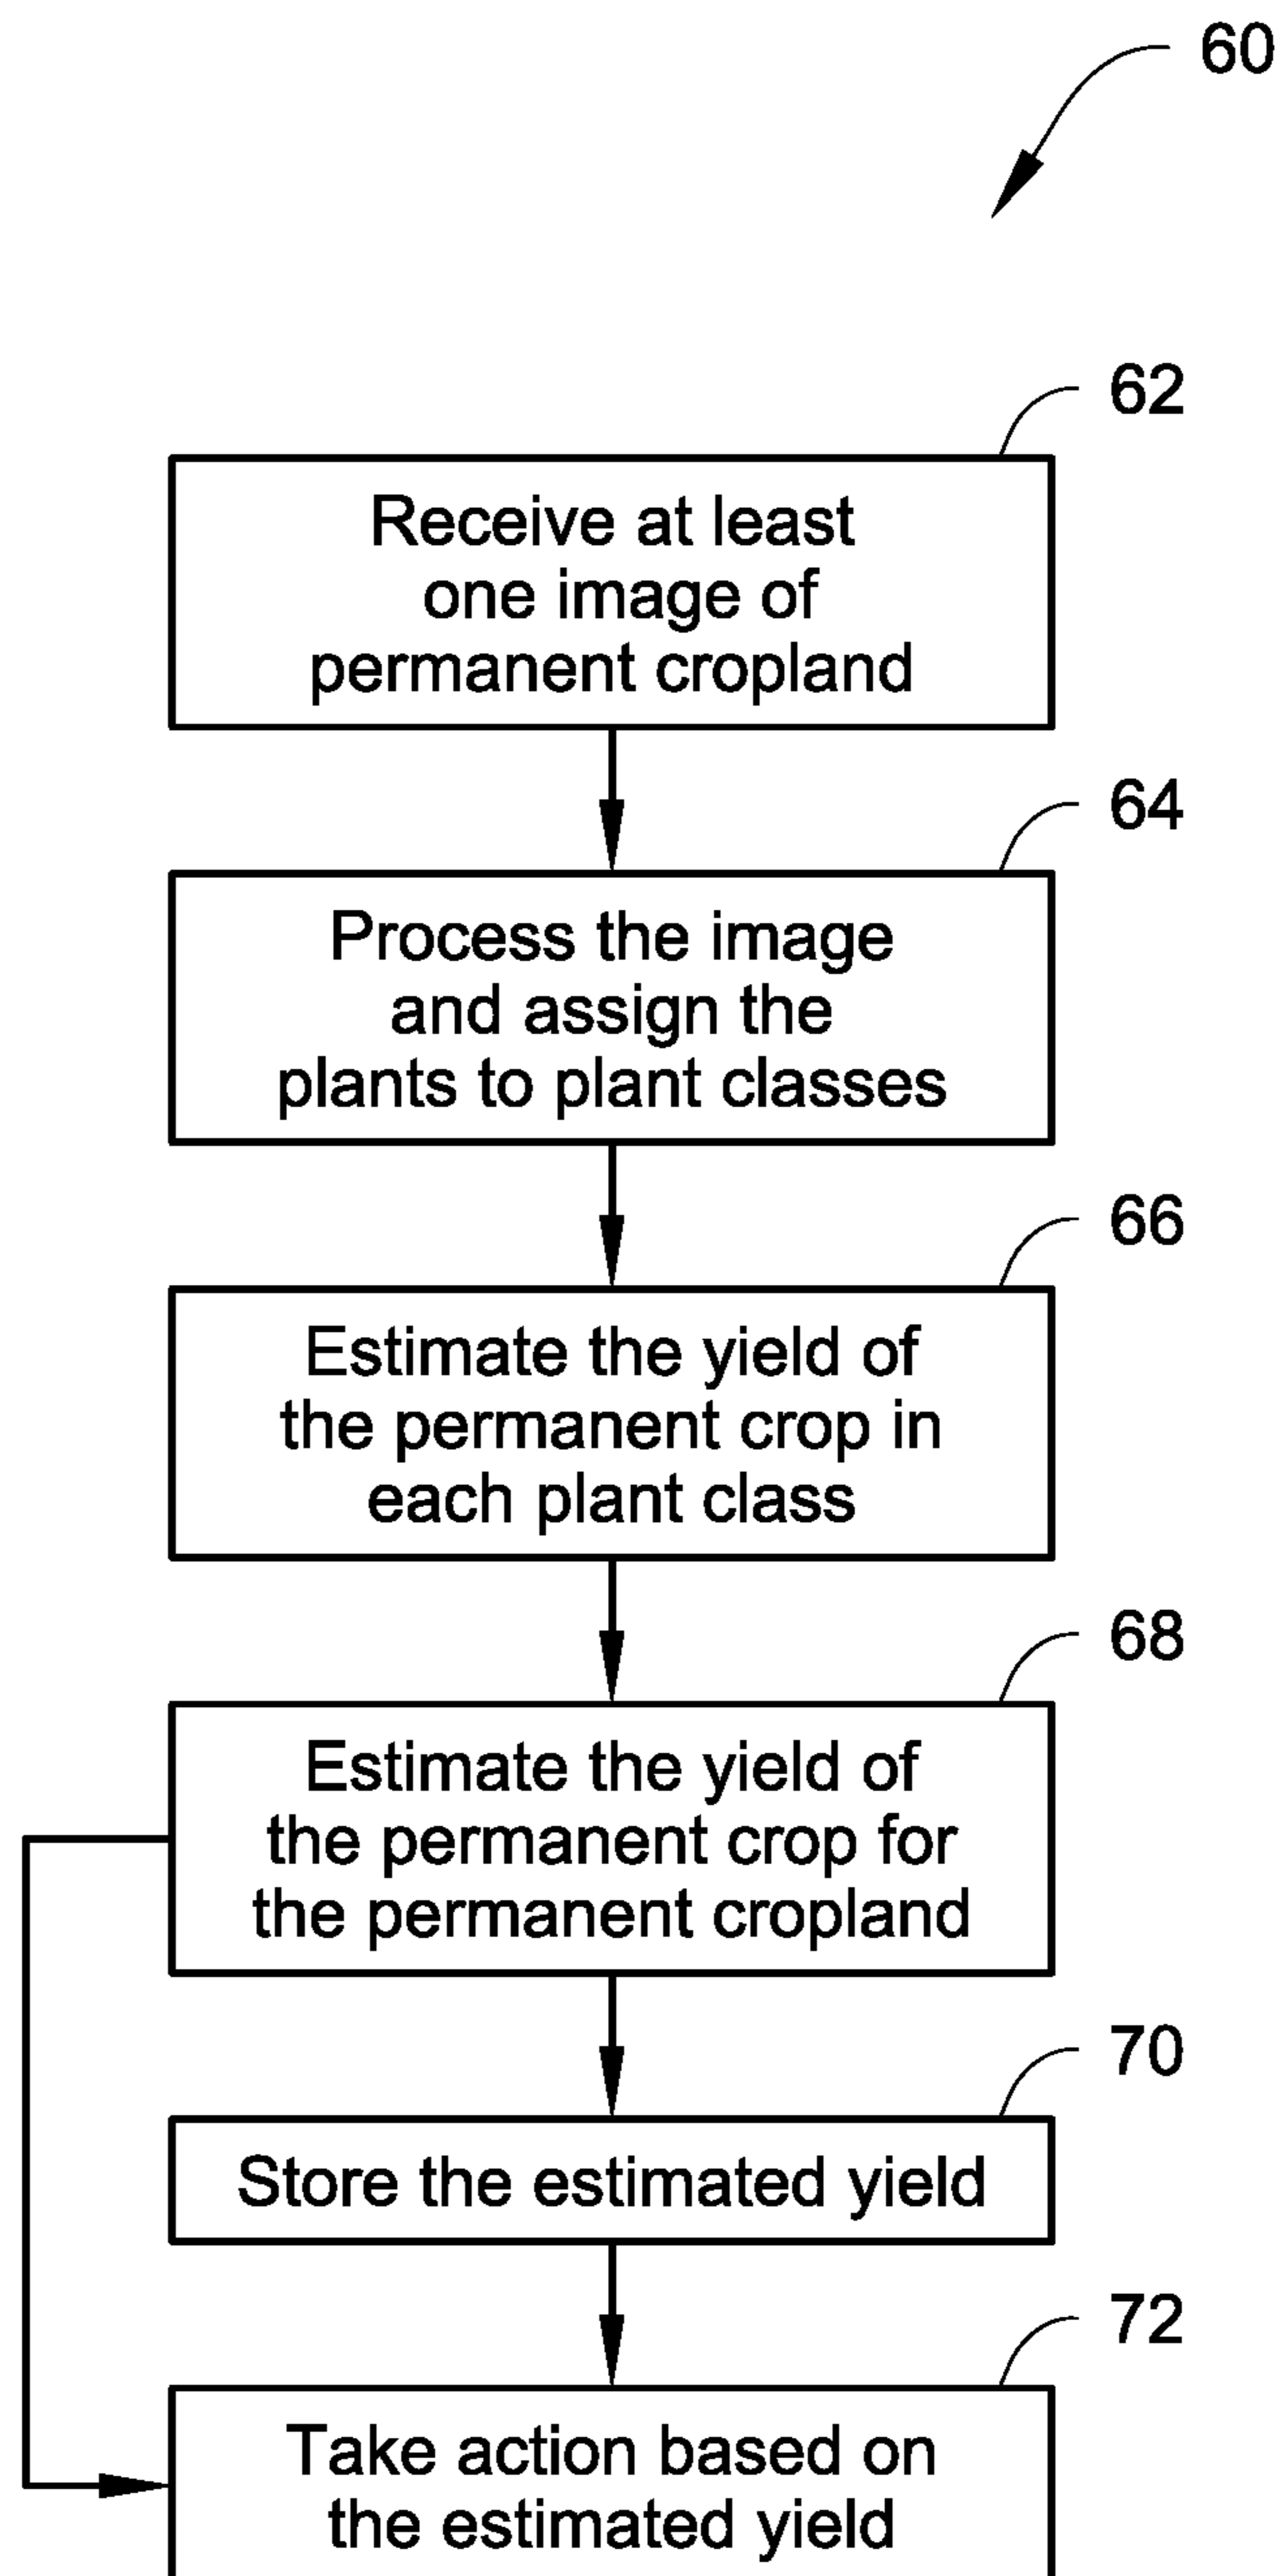 60
62
Receive at least
one image of
permanent cropland
64
Process the image
and assign the
plants to plant classes
66
Estimate the yield of
the permanent crop in
each plant class
68
Estimate the yield of
the permanent crop for
the permanent cropland
70
Store the estimated yield
72
Take action based on
the estimated yield